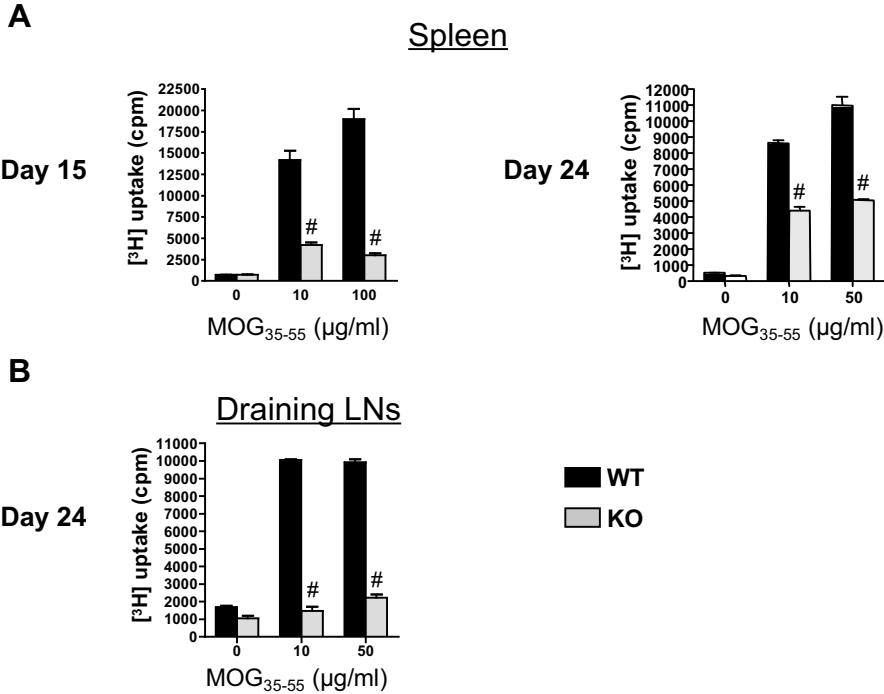 A
Spleen
Day 15
[³H] uptake (cpm)
22500
20000
17500
15000
12500
10000
7500
5000
2500
0
#
#
0 10 100
MOG₃₅₋₅₅ (µg/ml)
Day 24
[³H] uptake (cpm)
12000
11000
10000
9000
8000
7000
6000
5000
4000
3000
2000
1000
0
#
#
0 10 50
MOG₃₅₋₅₅ (µg/ml)
B
Draining LNs
Day 24
[³H] uptake (cpm)
11000
10000
9000
8000
7000
6000
5000
4000
3000
2000
1000
0
#
#
0 10 50
MOG₃₅₋₅₅ (µg/ml)
WT
KO